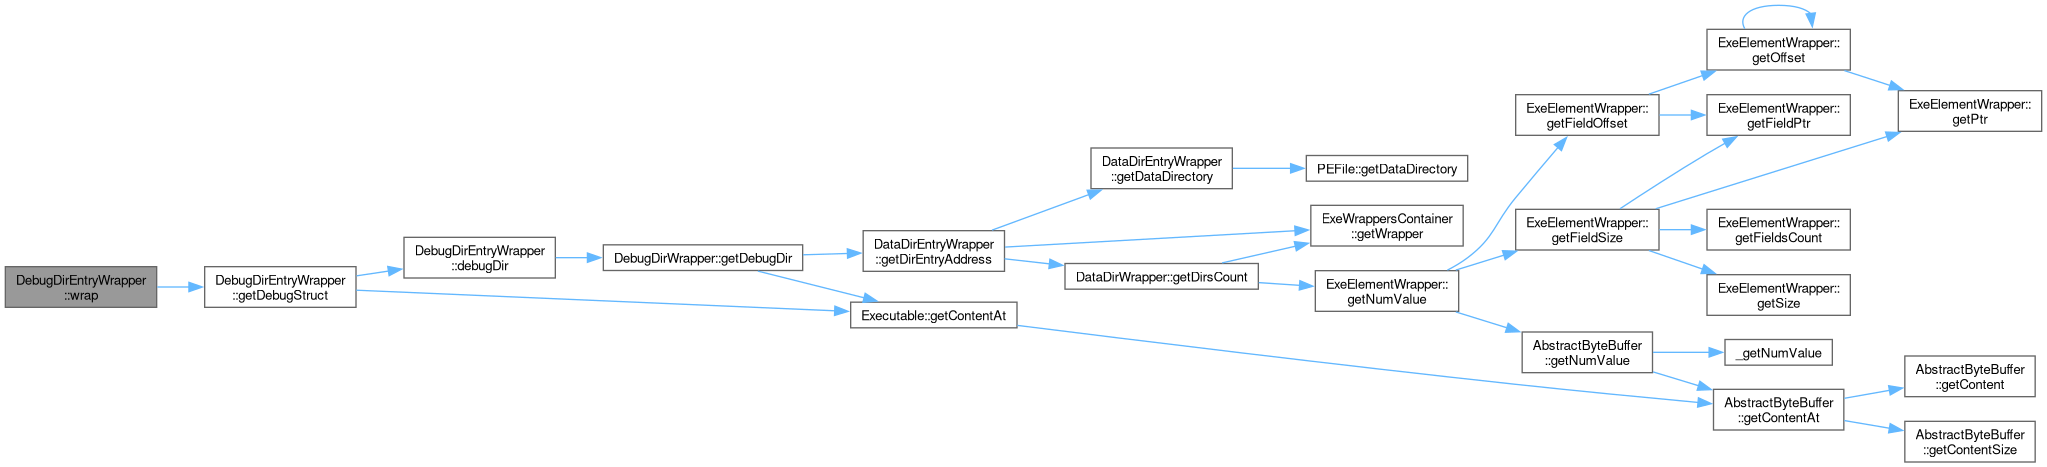 DebugDirEntryWrapper
::wrap
DebugDirEntryWrapper
::getDebugStruct
DebugDirEntryWrapper
::debugDir
DebugDirWrapper::getDebugDir
DataDirEntryWrapper
::getDirEntryAddress
Executable::getContentAt
DataDirEntryWrapper
::getDataDirectory
DataDirWrapper::getDirsCount
PEFile::getDataDirectory
ExeWrappersContainer
::getWrapper
ExeElementWrapper::
getNumValue
ExeElementWrapper::
getFieldOffset
ExeElementWrapper::
getFieldSize
AbstractByteBuffer
::getNumValue
ExeElementWrapper::
getOffset
ExeElementWrapper::
getFieldPtr
ExeElementWrapper::
getFieldsCount
ExeElementWrapper::
getSize
_getNumValue
AbstractByteBuffer
::getContentAt
ExeElementWrapper::
getPtr
AbstractByteBuffer
::getContent
AbstractByteBuffer
::getContentSize